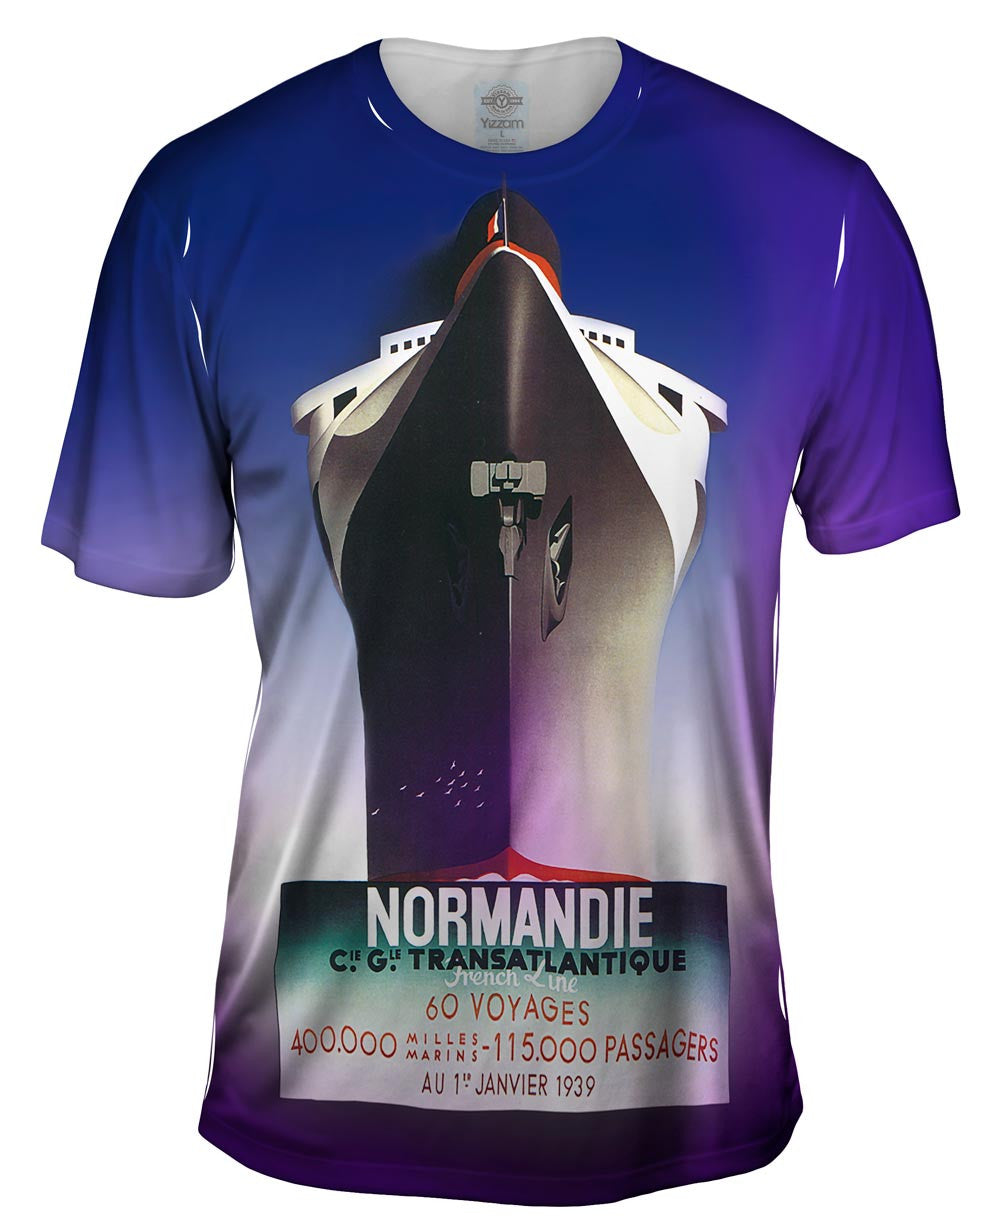 Yizzam
L
NORMANDIE
CIE. GLE. TRANSATLANTIQUE
French Line
60 VOYAGES
400.000 MILLES MARINS-115.000 PASSAGERS
AU 1ER JANVIER 1939